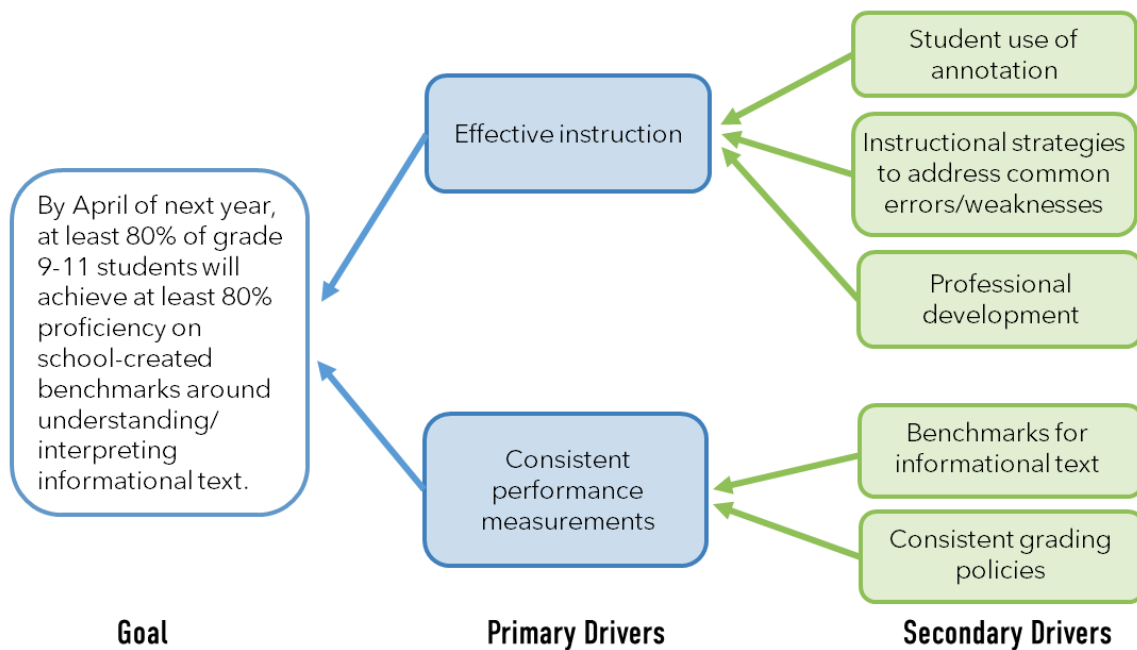 By April of next year,
at least 80% of grade
9-11 students will
achieve at least 80%
proficiency on
school-created
benchmarks around
understanding/
interpreting
informational text.
Effective instruction
Consistent
performance
measurements
Student use of
annotation
Instructional strategies
to address common
errors/weaknesses
Professional
development
Benchmarks for
informational text
Consistent grading
policies
Goal
Primary Drivers
Secondary Drivers